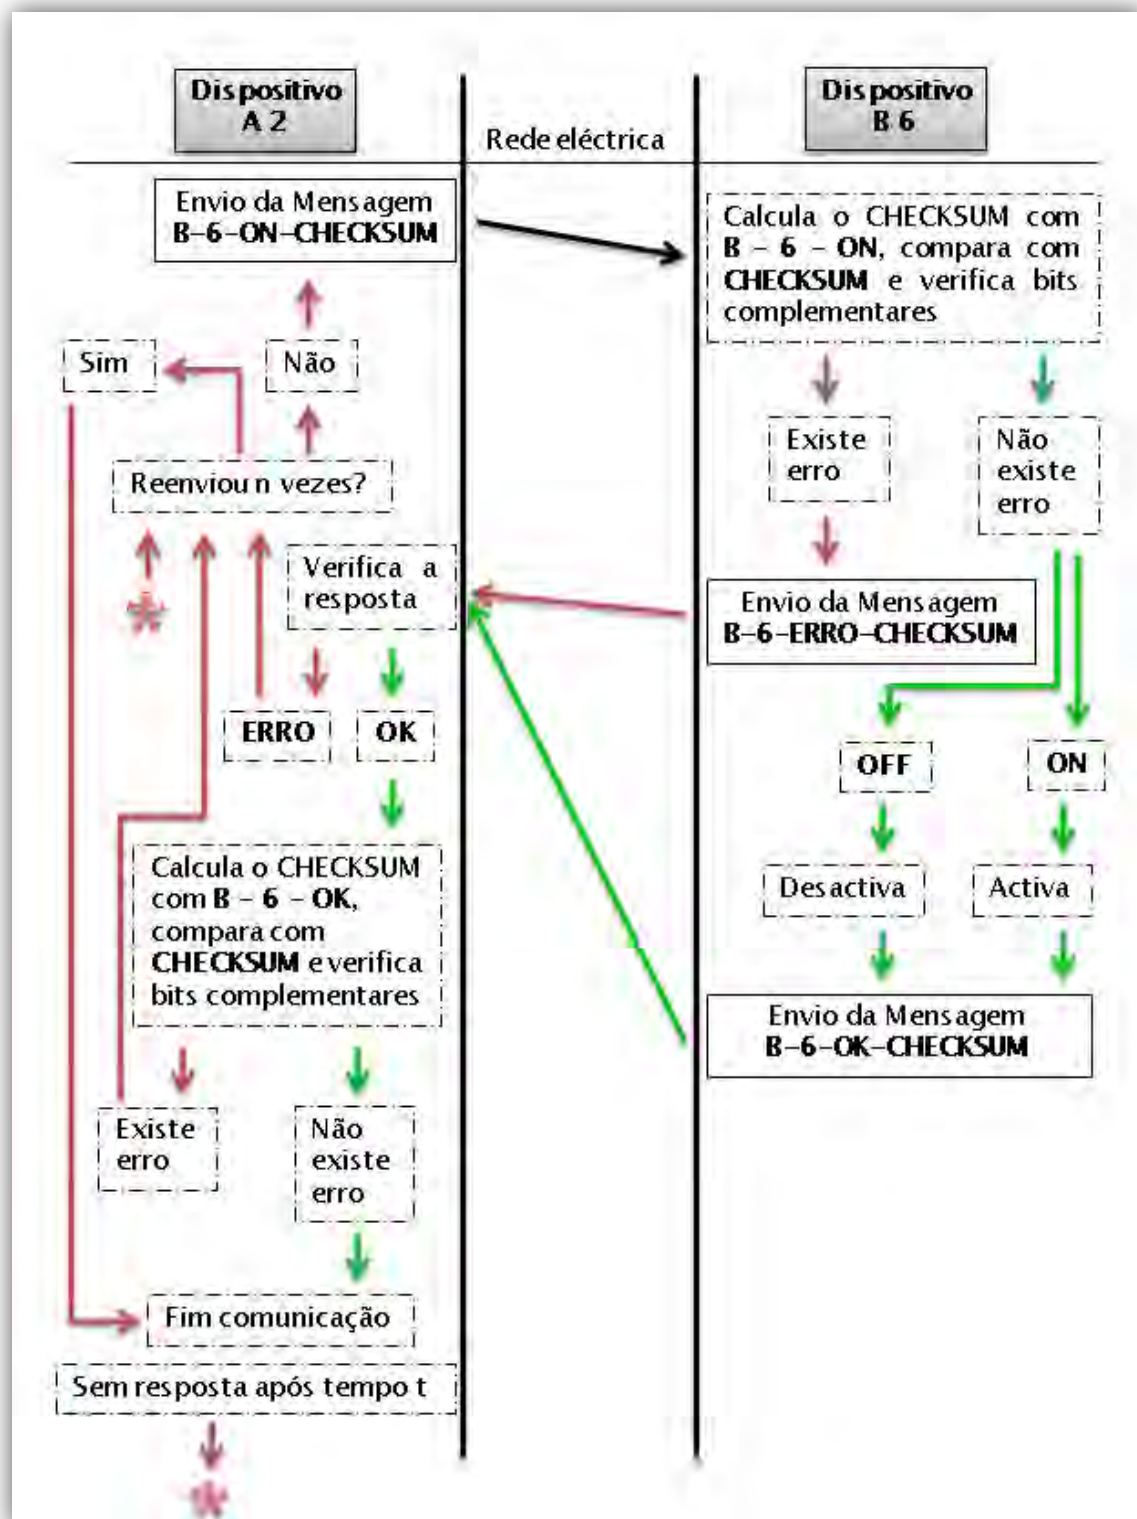 Dispositivo
A 2
Rede eléctrica
Dispositivo
B 6
Envio da Mensagem
B-6-ON-CHECKSUM
Calcula o CHECKSUM com
B - 6 - ON, compara com
CHECKSUM e verifica bits
complementares
Sim
Não
Existe
erro
Não
existe
erro
Reenviou n vezes?
*
Verifica a
resposta
Envio da Mensagem
B-6-ERRO-CHECKSUM
ERRO
OK
OFF
ON
Calcula o CHECKSUM
com B - 6 - OK,
compara com
CHECKSUM e verifica
bits complementares
Desactiva
Activa
Envio da Mensagem
B-6-OK-CHECKSUM
Existe
erro
Não
existe
erro
Fim comunicação
Sem resposta após tempo t
*